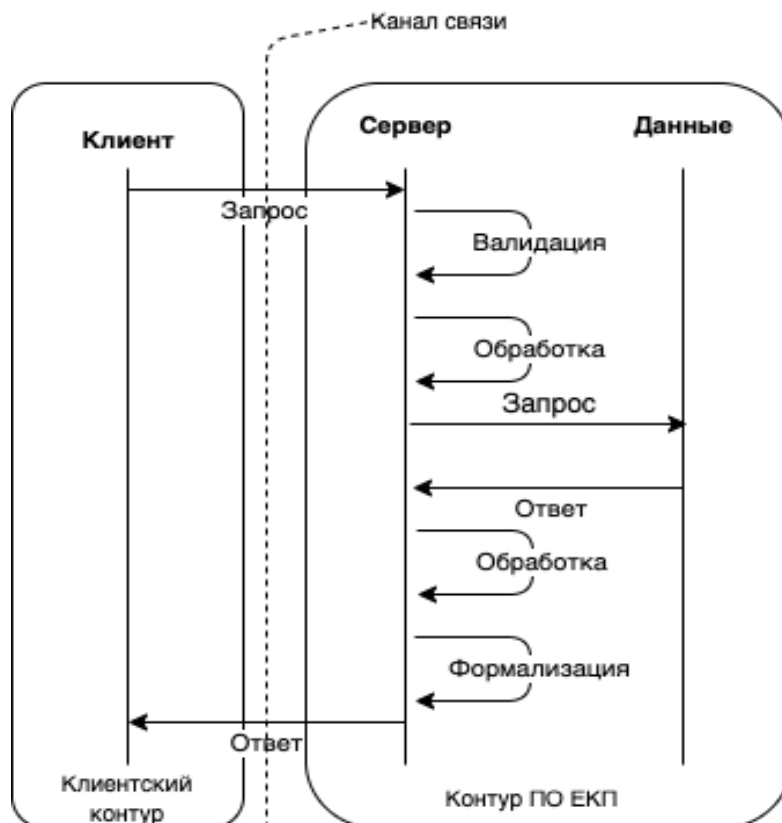 Канал связи
Клиент
Сервер
Данные
Запрос
Валидация
Обработка
Запрос
Ответ
Обработка
Формализация
Ответ
Клиентский
контур
Контур ПО ЕКП